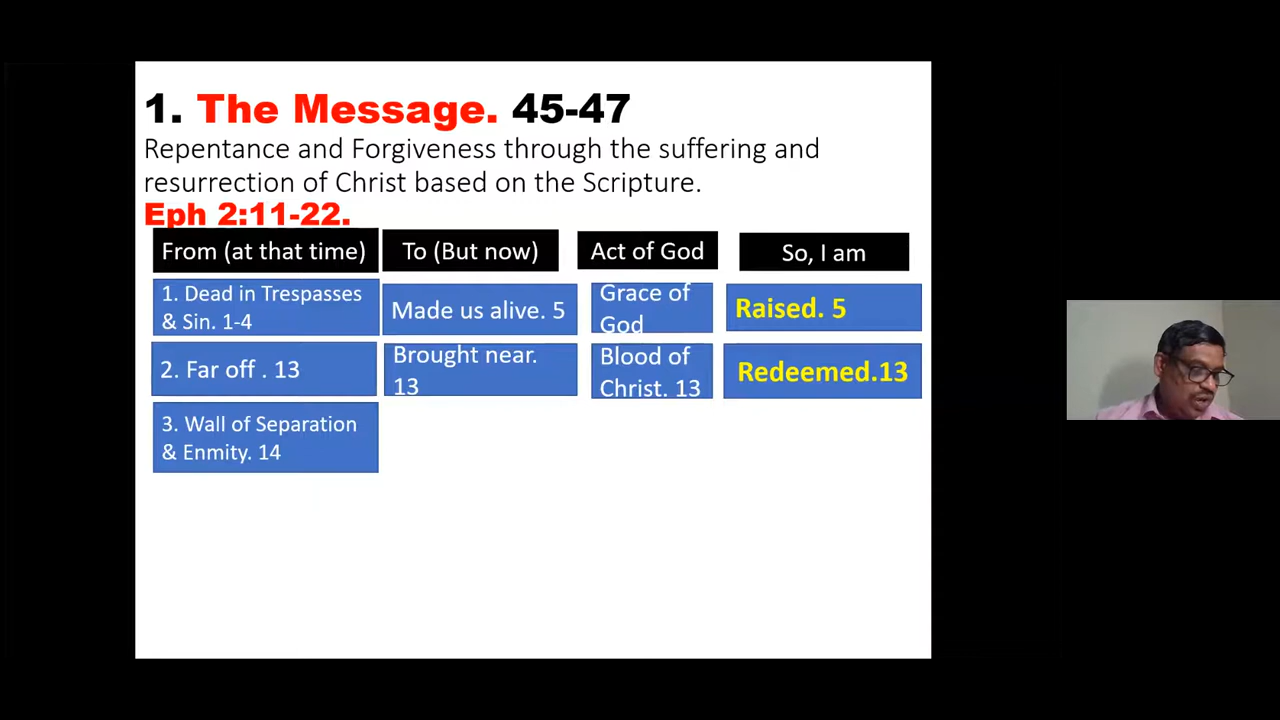 1. The Message. 45-47
Repentance and Forgiveness through the suffering and
resurrection of Christ based on the Scripture.
Eph 2:11-22.
From (at that time) To (But now) Act of God So, I am
1. Dead in Trespasses
& Sin. 1-4
Made us alive. 5
Grace of
God
Raised. 5
2. Far off . 13
Brought near.
13
Blood of
Christ. 13
Redeemed.13
3. Wall of Separation
& Enmity. 14